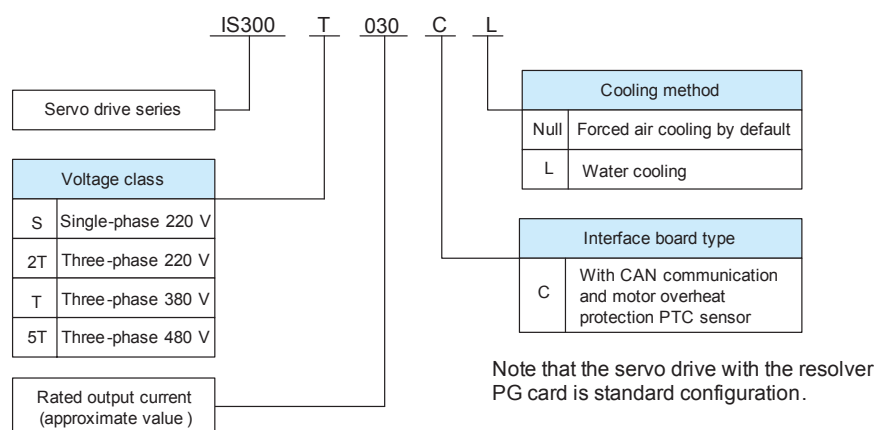 IS300 T 030 C L
Servo drive series
Voltage class
S Single-phase 220 V
2T Three-phase 220 V
T Three-phase 380 V
5T Three-phase 480 V
Rated output current
(approximate value )
Cooling method
Null Forced air cooling by default
L Water cooling
Interface board type
C With CAN communication
and motor overheat
protection PTC sensor
Note that the servo drive with the resolver
PG card is standard configuration.